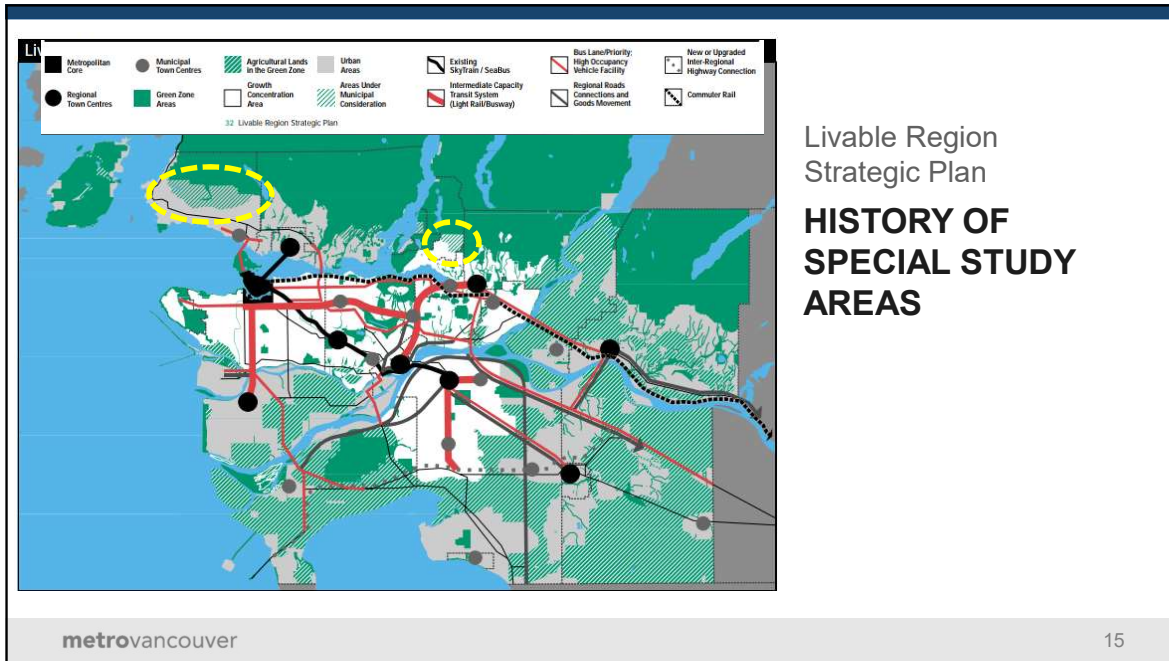 Liv
Metropolitan
Core
Municipal
Town Centres
Agricultural Lands
in the Green Zone
Urban
Areas
Existing
SkyTrain / SeaBus
Bus Lane/Priority;
High Occupancy
Vehicle Facility
New or Upgraded
Inter-Regional
Highway Connection
Regional
Town Centres
Green Zone
Areas
Growth
Concentration
Area
Areas Under
Municipal
Consideration
Intermediate Capacity
Transit System
(Light Rail/Busway)
Regional Roads
Connections and
Goods Movement
Commuter Rail
32 Livable Region Strategic Plan
Livable Region
Strategic Plan
HISTORY OF
SPECIAL STUDY
AREAS
metrovancouver
15